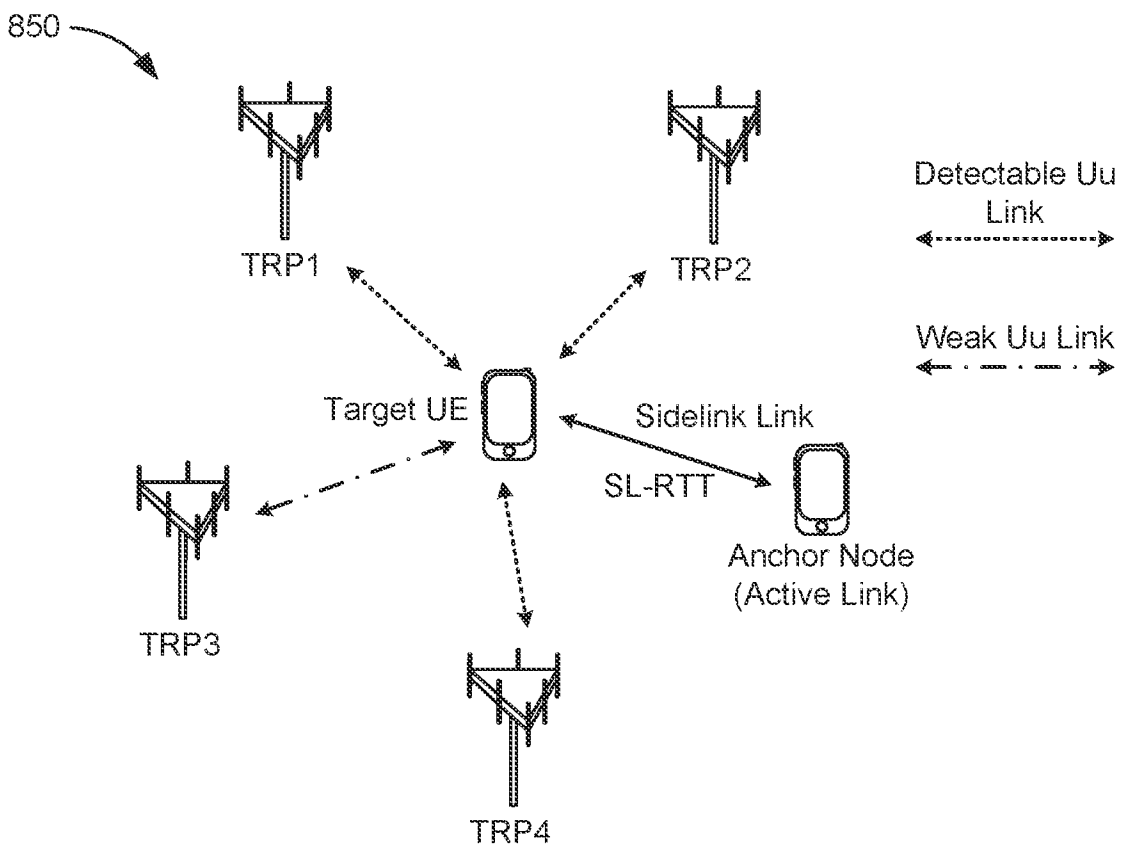 850
TRP1
TRP2
Detectable Uu
Link
Weak Uu Link
Target UE
Sidelink Link
SL-RTT
Anchor Node
(Active Link)
TRP3
TRP4